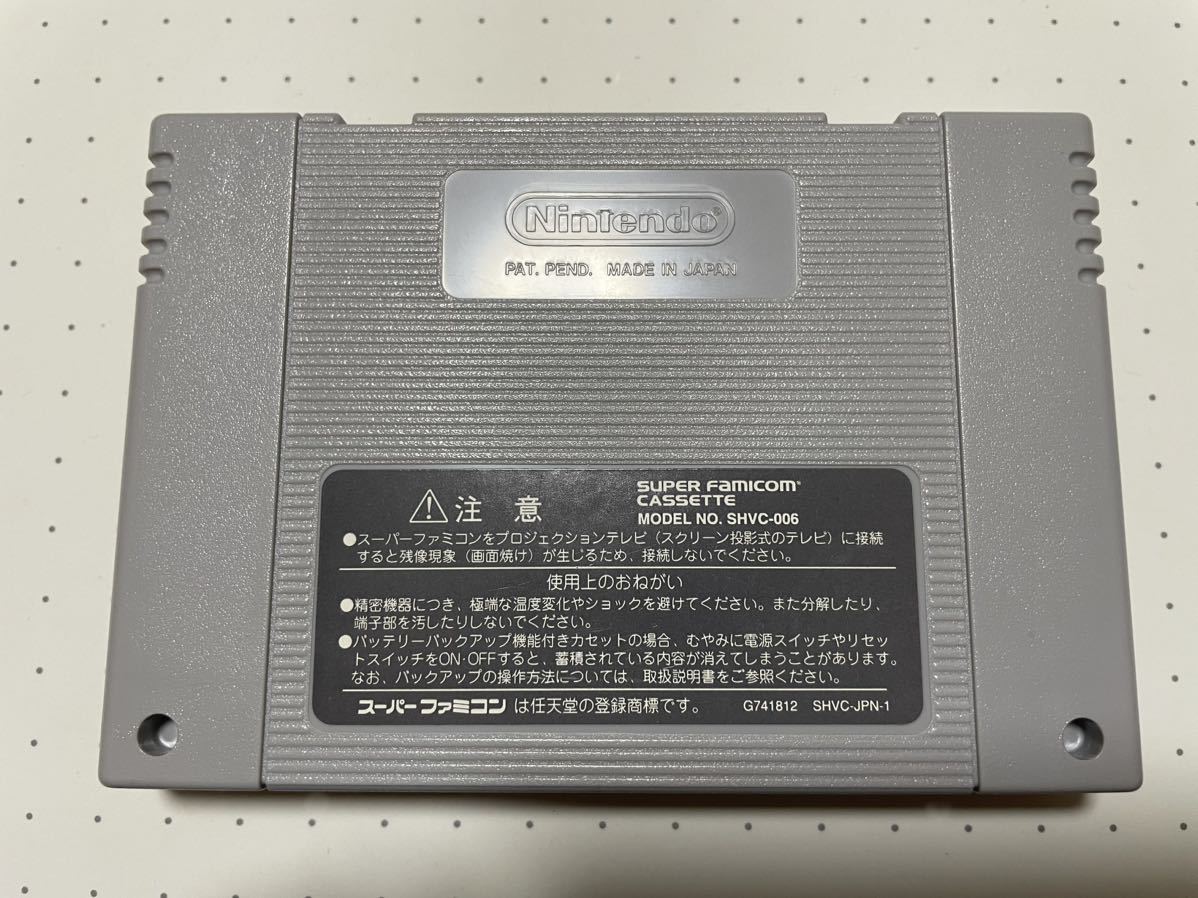 Nintendo®
PAT. PEND. MADE IN JAPAN
⚠注意
SUPER FAMICOM
CASSETTE
MODEL NO. SHVC-006
●スーパーファミコンをプロジェクションテレビ(スクリーン投影式のテレビ)に接続
すると残像現象(画面焼け)が生じるため、接続しないでください。
使用上のおねがい
●精密機器につき、極端な温度変化やショックを避けてください。また分解したり、
端子部を汚したりしないでください。
●バッテリーバックアップ機能付きカセットの場合、むやみに電源スイッチやリセッ
トスイッチをON・OFFすると、蓄積されている内容が消えてしまうことがあります。
なお、バックアップの操作方法については、取扱説明書をご参照ください。
スーパーファミコンは任天堂の登録商標です。 G741812 SHVC-JPN-1